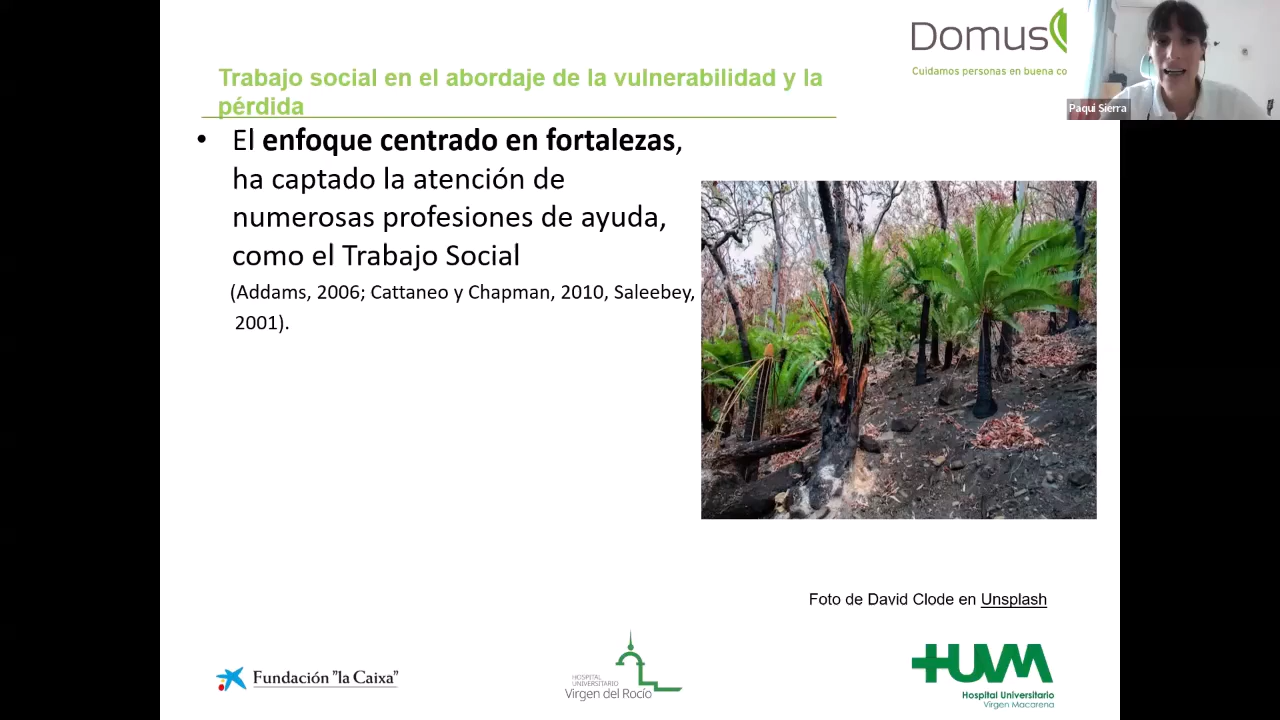 Domus
Cuidamos personas en buena co
Paqui Sierra
Trabajo social en el abordaje de la vulnerabilidad y la
pérdida
• El enfoque centrado en fortalezas,
ha captado la atención de
numerosas profesiones de ayuda,
como el Trabajo Social
(Addams, 2006; Cattaneo y Chapman, 2010, Saleebey,
2001).
Foto de David Clode en Unsplash
Fundación "la Caixa"
HOSPITAL
UNIVERSITARIO
Virgen del Rocío
HUVM
Hospital Universitario
Virgen Macarena